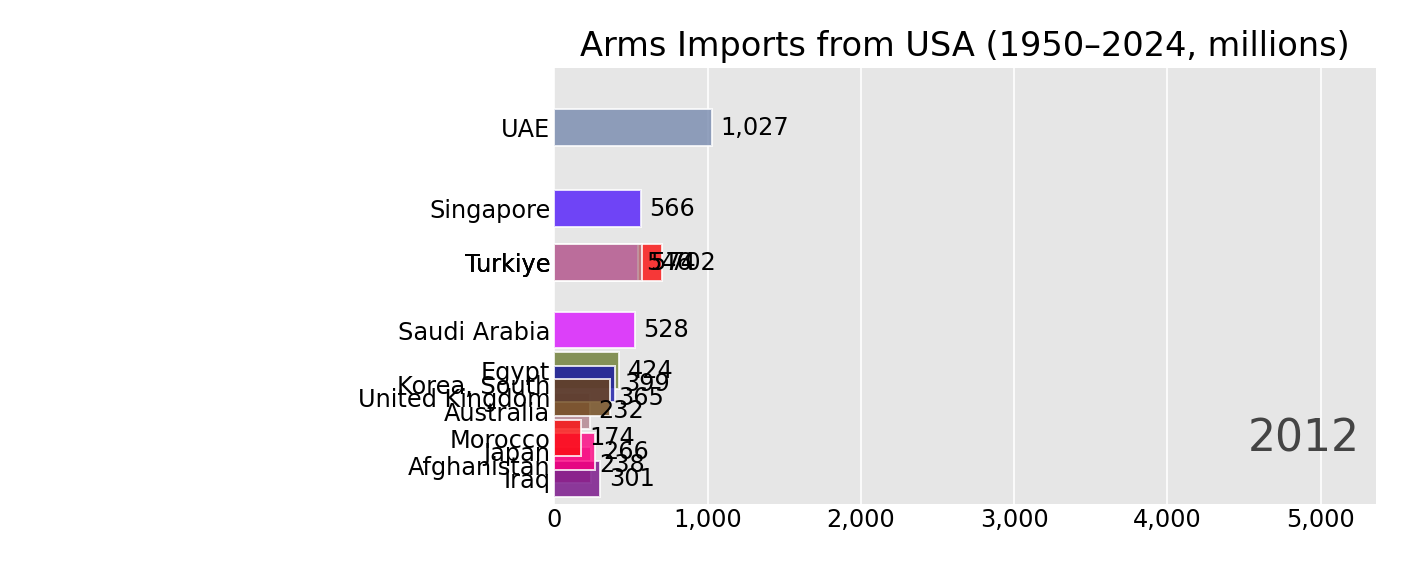 Arms Imports from USA (1950–2024, millions)
UAE 1,027
Singapore 566
Turkiye 702
Saudi Arabia 528
Egypt 424
Korea, South 399
United Kingdom 365
Australia 232
Morocco 174
Japan 266
Afghanistan 238
Iraq 301
2012
0 1,000 2,000 3,000 4,000 5,000